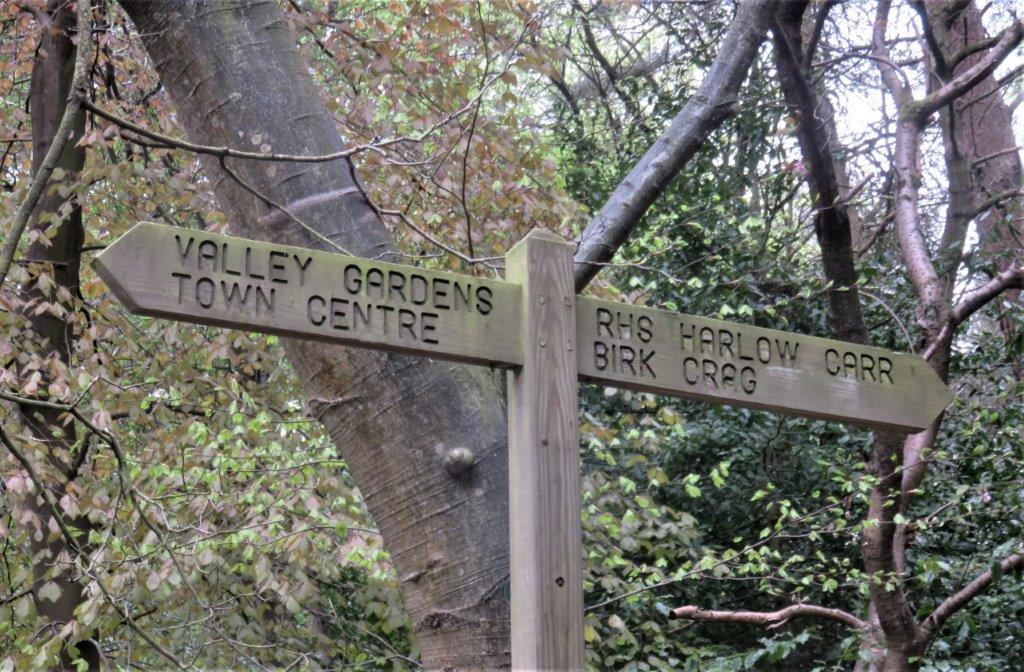 VALLEY GARDENS
TOWN CENTRE
RHS HARLOW CARR
BIRK CRAG